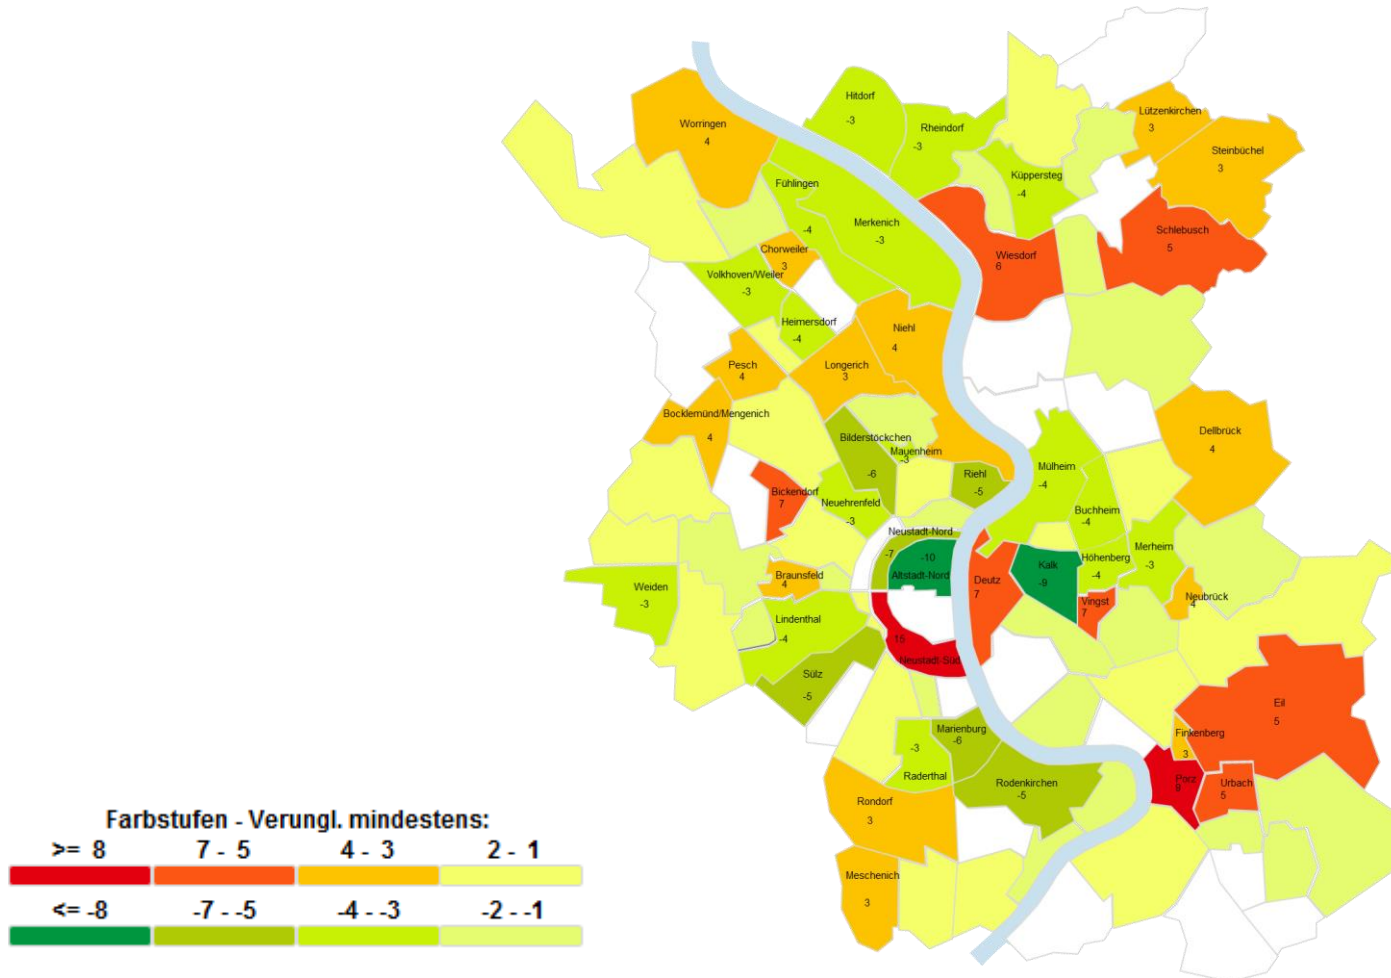 Hitdorf
-3
Rheindorf
-3
Lützenkirchen
3
Worringen
4
Steinbüchel
3
Küppersteg
-4
Fühlingen
-4
Merkenich
-3
Schlebusch
5
Wiesdorf
6
Chorweiler
3
Volkhoven/Weiler
-3
Heimersdorf
-4
Niehl
4
Pesch
4
Longerich
3
Bocklemünd/Mengenich
4
Dellbrück
4
Bilderstöckchen
-6
Mauenheim
-3
Riehl
-5
Mülheim
-4
Bickendorf
7
Neuehrenfeld
-3
Buchheim
-4
Neustadt-Nord
-7
-10
Altstadt-Nord
Deutz
7
Kalk
-9
Höhenberg
-4
Merheim
-3
Braunsfeld
4
Weiden
-3
Vingst
7
Neubrück
4
Lindenthal
-4
15
Neustadt-Süd
Sülz
-5
Eil
5
Marienburg
-6
Finkenberg
3
-3
Raderthal
Rodenkirchen
-5
Porz
9
Urbach
5
Rondorf
3
Meschenich
3
Farbstufen - Verungl. mindestens:
>= 8 7 - 5 4 - 3 2 - 1
<= -8 -7 - -5 -4 - -3 -2 - -1